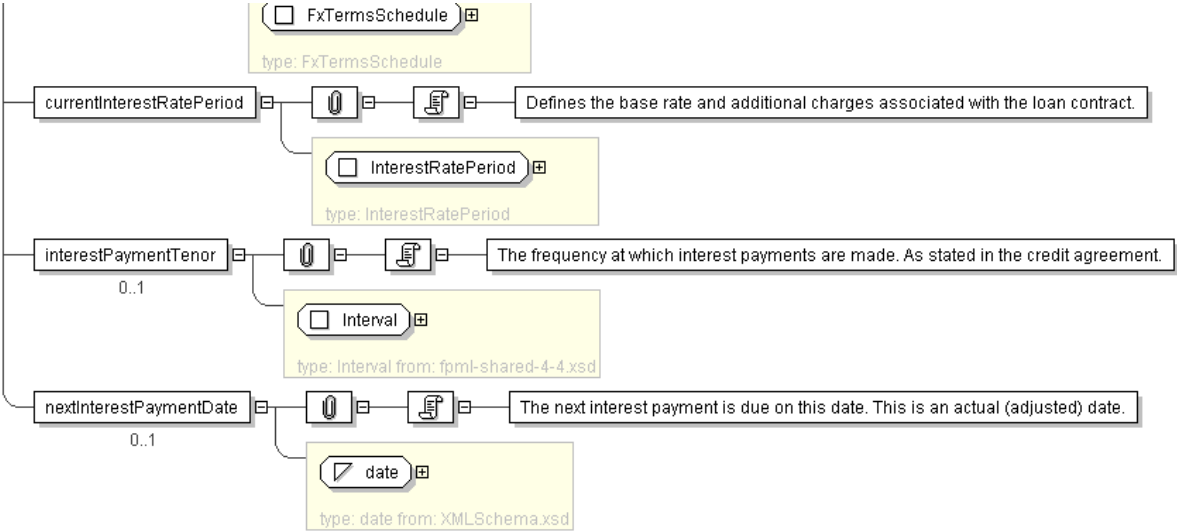 FxTermsSchedule
type: FxTermsSchedule
currentInterestRatePeriod
Defines the base rate and additional charges associated with the loan contract.
InterestRatePeriod
type: InterestRatePeriod
interestPaymentTenor
The frequency at which interest payments are made. As stated in the credit agreement.
0..1
Interval
type: Interval from: fpml-shared-4-4.xsd
nextInterestPaymentDate
The next interest payment is due on this date. This is an actual (adjusted) date.
0..1
date
type: date from: XMLSchema.xsd